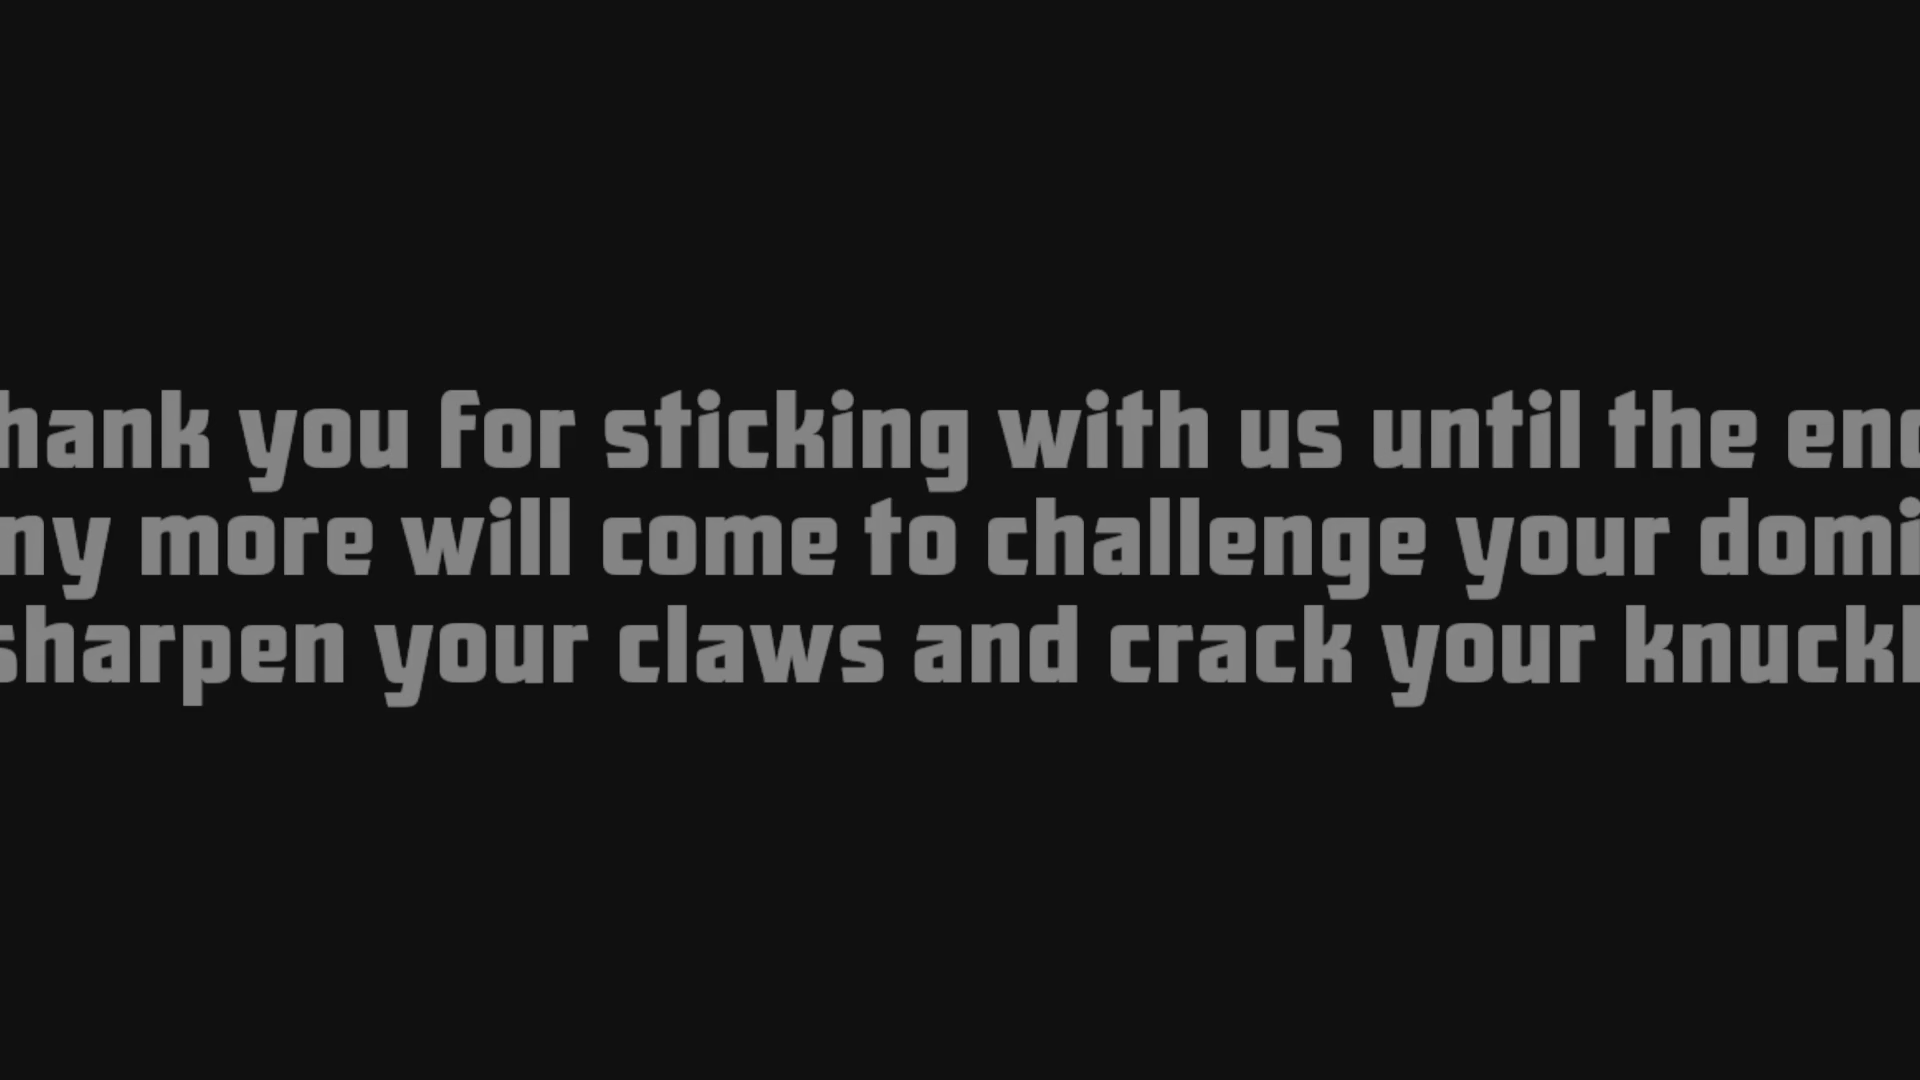 hank you for sticking with us until the end
ny more will come to challenge your domi
sharpen your claws and crack your knuckl